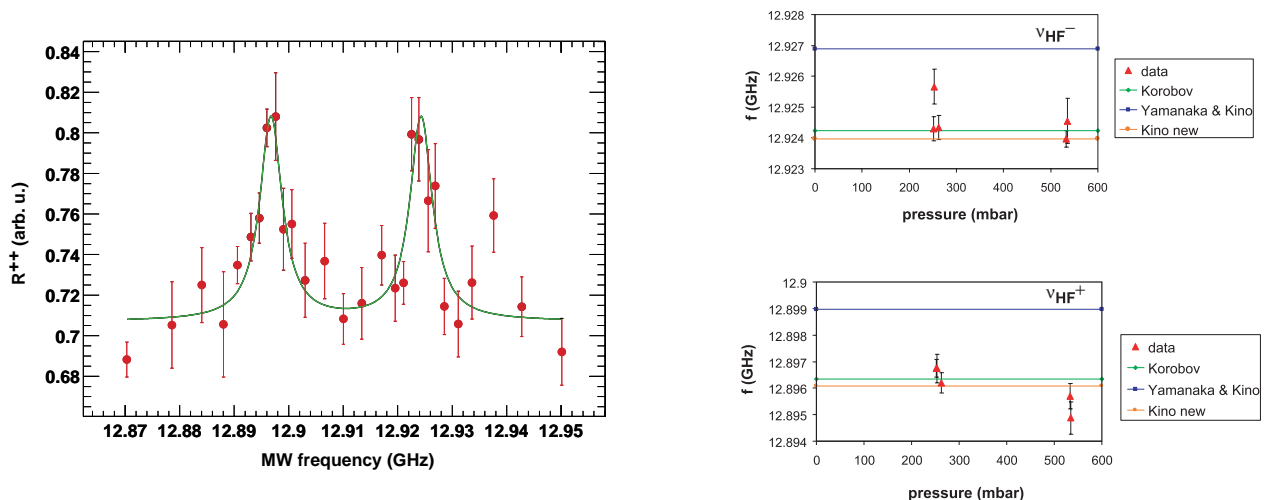 R++ (arb. u.)
0.84
0.82
0.8
0.78
0.76
0.74
0.72
0.7
0.68
12.87 12.88 12.89 12.9 12.91 12.92 12.93 12.94 12.95
MW frequency (GHz)
νHF−
f (GHz)
12.928
12.927
12.926
12.925
12.924
12.923
0 100 200 300 400 500 600
pressure (mbar)
data
Korobov
Yamanaka & Kino
Kino new
νHF+
f (GHz)
12.9
12.899
12.898
12.897
12.896
12.895
12.894
0 100 200 300 400 500 600
pressure (mbar)
data
Korobov
Yamanaka & Kino
Kino new